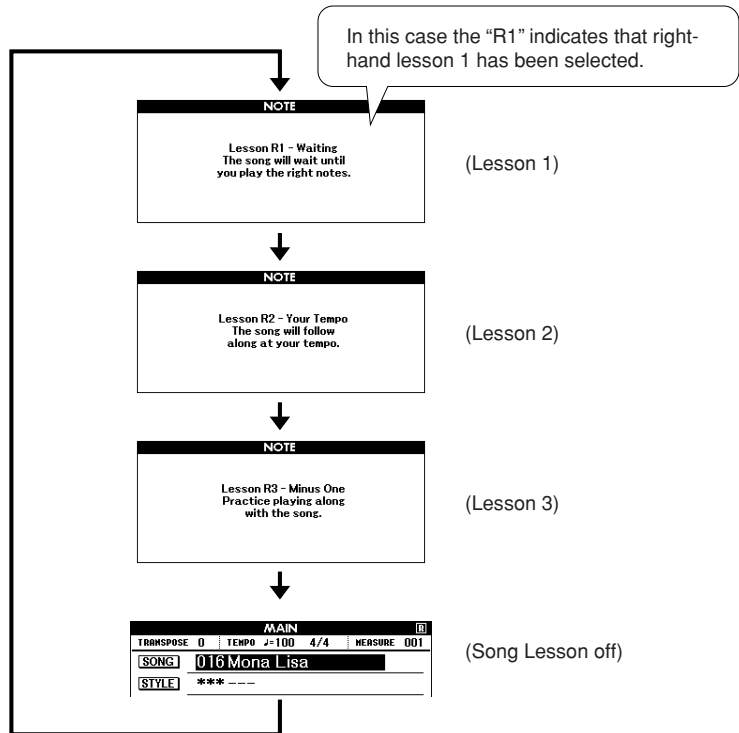 In this case the “R1” indicates that right-
hand lesson 1 has been selected.
NOTE
Lesson R1 - Waiting
The song will wait until
you play the right notes.
(Lesson 1)
NOTE
Lesson R2 - Your Tempo
The song will follow
along at your tempo.
(Lesson 2)
NOTE
Lesson R3 - Minus One
Practice playing along
with the song.
(Lesson 3)
MAIN R
TRANSPOSE 0 TEMPO ♩=100 4/4 MEASURE 001
SONG 016 Mona Lisa
STYLE *** ---
(Song Lesson off)